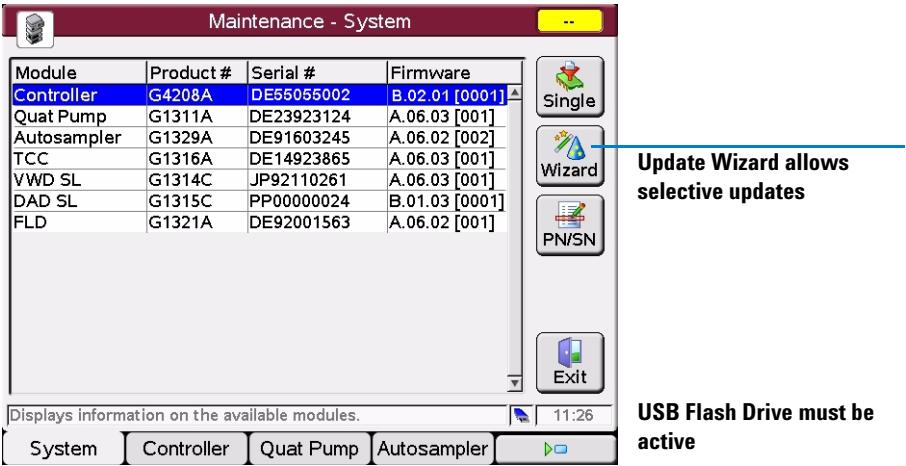 Maintenance - System
--
Module Product # Serial # Firmware
Controller G4208A DE55055002 B.02.01 [0001]
Quat Pump G1311A DE23923124 A.06.03 [001]
Autosampler G1329A DE91603245 A.06.02 [002]
TCC G1316A DE14923865 A.06.03 [001]
VWD SL G1314C JP92110261 A.06.03 [001]
DAD SL G1315C PP00000024 B.01.03 [0001]
FLD G1321A DE92001563 A.06.02 [001]
Single
Wizard
PN/SN
Exit
Update Wizard allows
selective updates
Displays information on the available modules.
11:26
USB Flash Drive must be
active
System Controller Quat Pump Autosampler